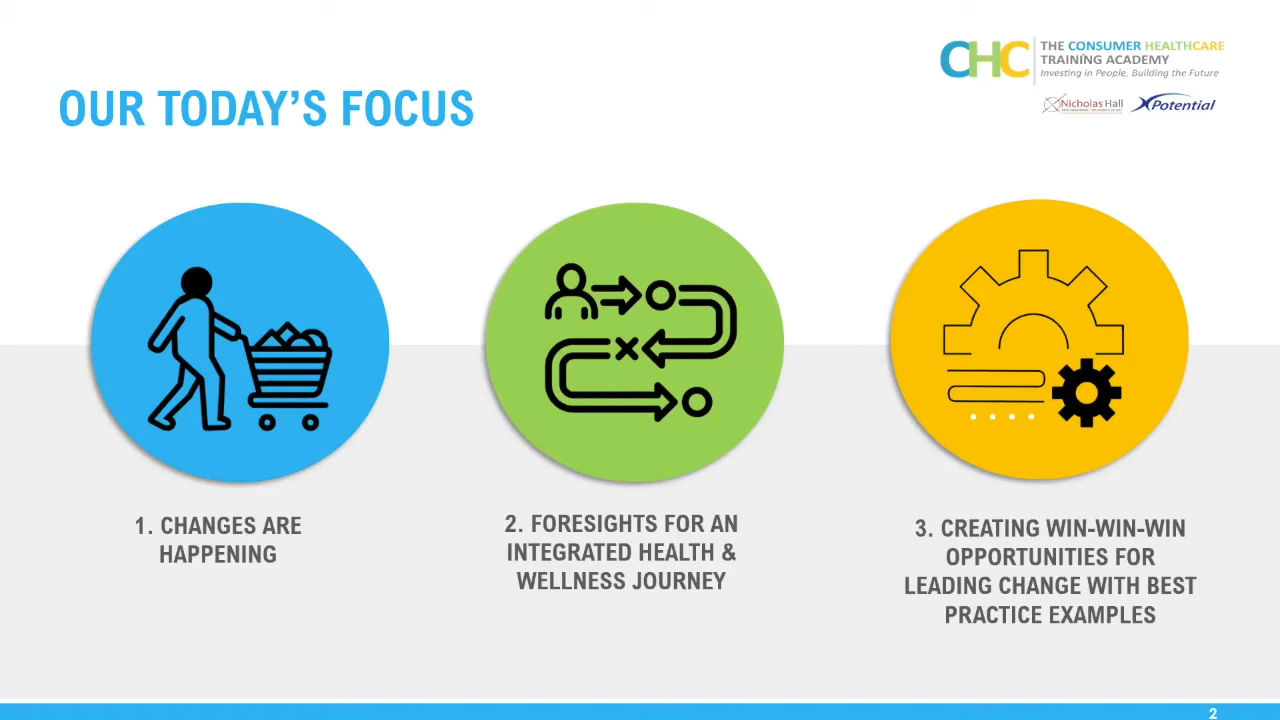 CHC
THE CONSUMER HEALTHCARE
TRAINING ACADEMY
Investing in People, Building the Future
Nicholas Hall
XPotential
OUR TODAY’S FOCUS
1. CHANGES ARE
HAPPENING
2. FORESIGHTS FOR AN
INTEGRATED HEALTH &
WELLNESS JOURNEY
3. CREATING WIN-WIN-WIN
OPPORTUNITIES FOR
LEADING CHANGE WITH BEST
PRACTICE EXAMPLES
2